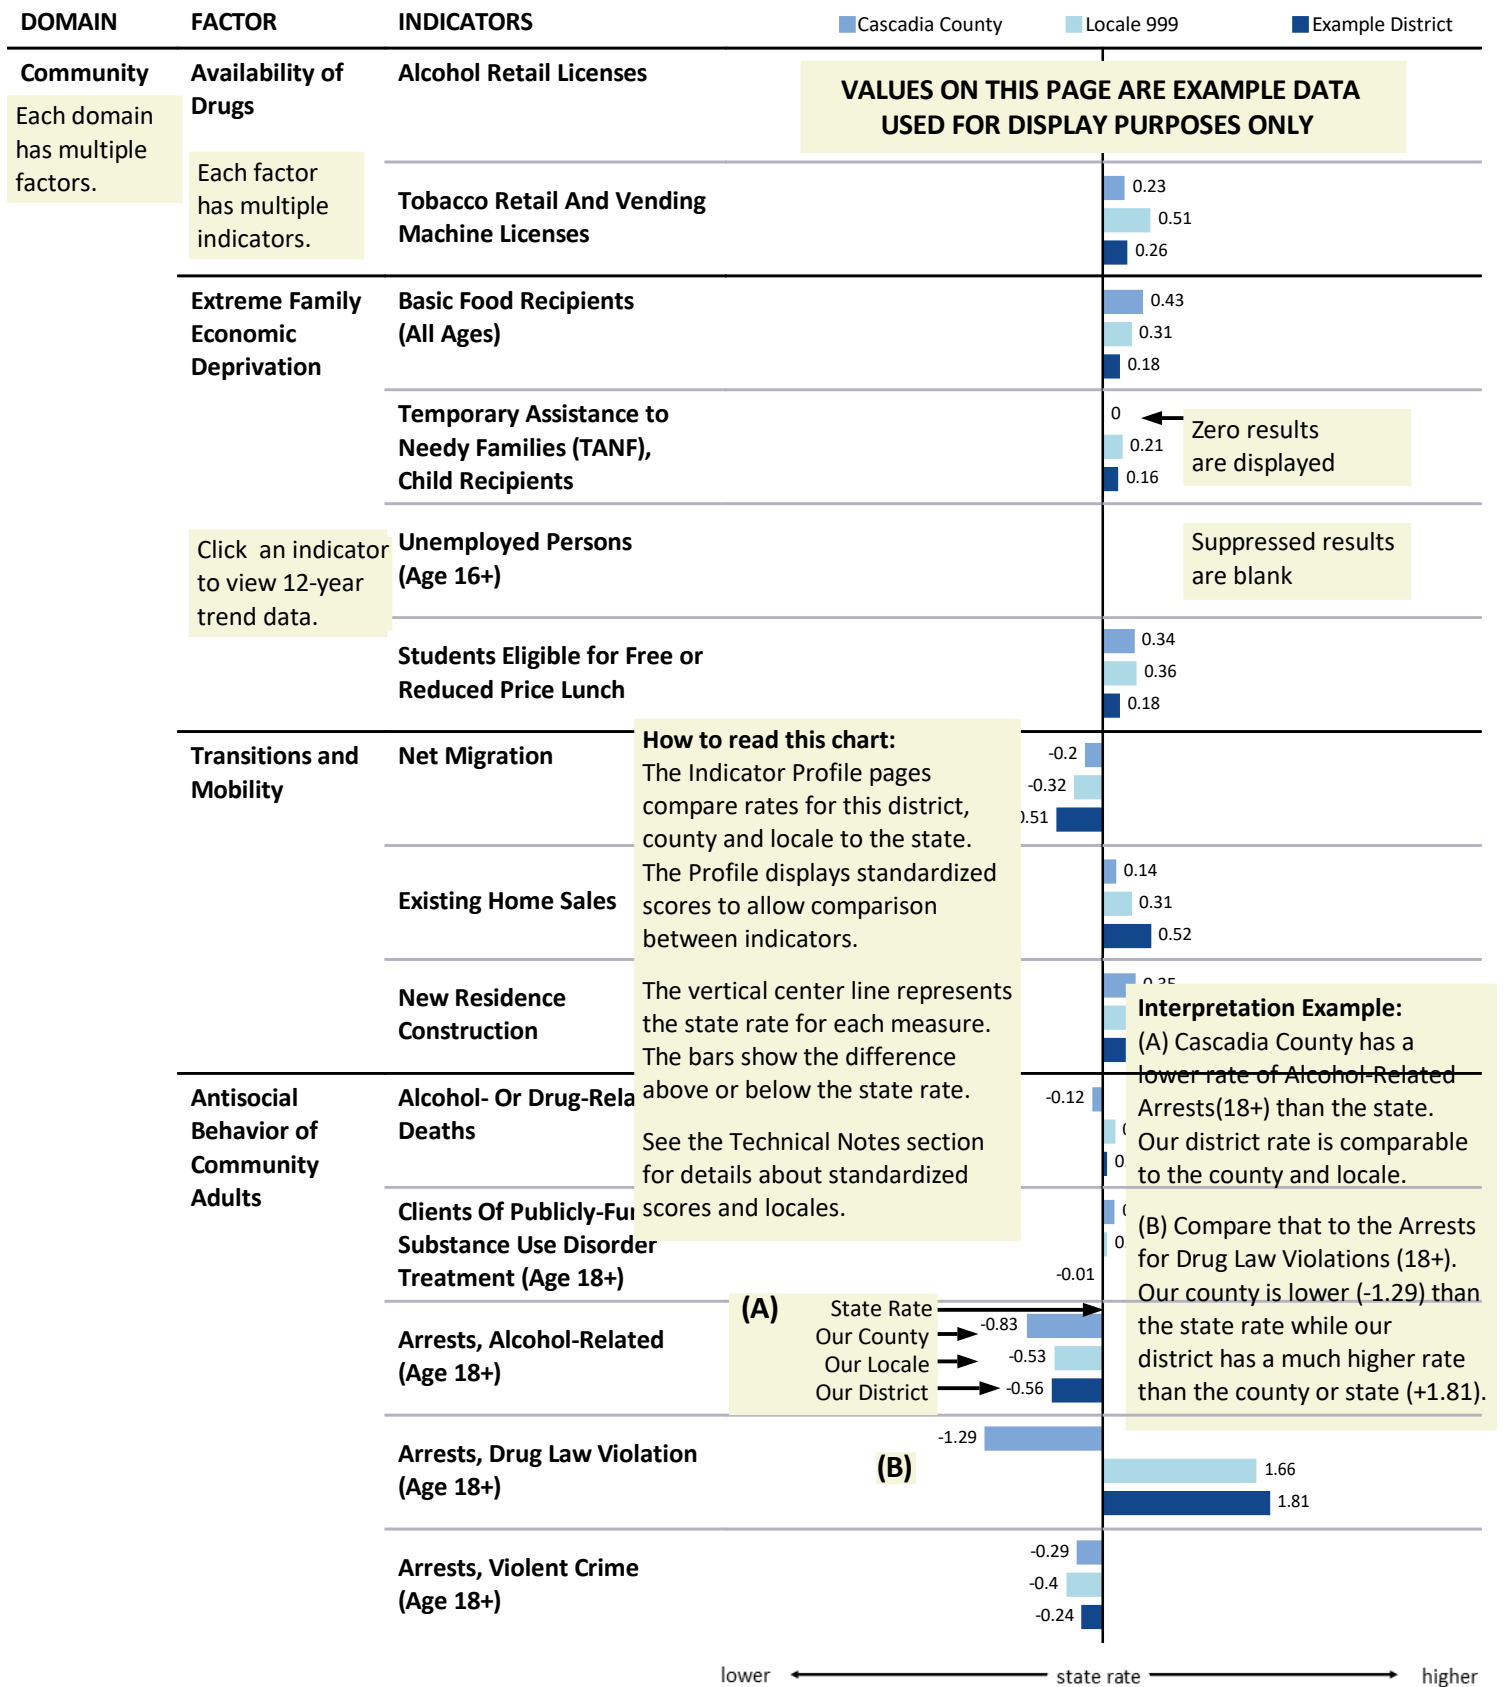 DOMAIN FACTOR INDICATORS Cascadia County Locale 999 Example District
Community Availability of Alcohol Retail Licenses
Drugs
VALUES ON THIS PAGE ARE EXAMPLE DATA
USED FOR DISPLAY PURPOSES ONLY
Each domain
has multiple
factors.
Each factor
has multiple
indicators.
Tobacco Retail And Vending
Machine Licenses
0.23
0.51
0.26
Extreme Family
Economic
Deprivation
Basic Food Recipients
(All Ages)
0.43
0.31
0.18
Temporary Assistance to
Needy Families (TANF),
Child Recipients
0
0.21
0.16
Zero results
are displayed
Click an indicator
to view 12-year
trend data.
Unemployed Persons
(Age 16+)
Suppressed results
are blank
Students Eligible for Free or
Reduced Price Lunch
0.34
0.36
0.18
Transitions and
Mobility
Net Migration
-0.2
-0.32
.51
How to read this chart:
The Indicator Profile pages
compare rates for this district,
county and locale to the state.
The Profile displays standardized
scores to allow comparison
between indicators.
The vertical center line represents
the state rate for each measure.
The bars show the difference
above or below the state rate.
See the Technical Notes section
for details about standardized
scores and locales.
Existing Home Sales
0.14
0.31
0.52
New Residence
Construction
0.35
Interpretation Example:
(A) Cascadia County has a
lower rate of Alcohol-Related
Arrests(18+) than the state.
Our district rate is comparable
to the county and locale.
(B) Compare that to the Arrests
for Drug Law Violations (18+).
Our county is lower (-1.29) than
the state rate while our
district has a much higher rate
than the county or state (+1.81).
Antisocial
Behavior of
Community
Adults
Alcohol- Or Drug-Rela
Deaths
-0.12
0.
Clients Of Publicly-Fu
Substance Use Disorder
Treatment (Age 18+)
0.
-0.01
Arrests, Alcohol-Related
(Age 18+)
(A) State Rate
Our County -0.83
Our Locale -0.53
Our District -0.56
Arrests, Drug Law Violation
(Age 18+)
-1.29
(B)
1.66
1.81
Arrests, Violent Crime
(Age 18+)
-0.29
-0.4
-0.24
lower state rate higher